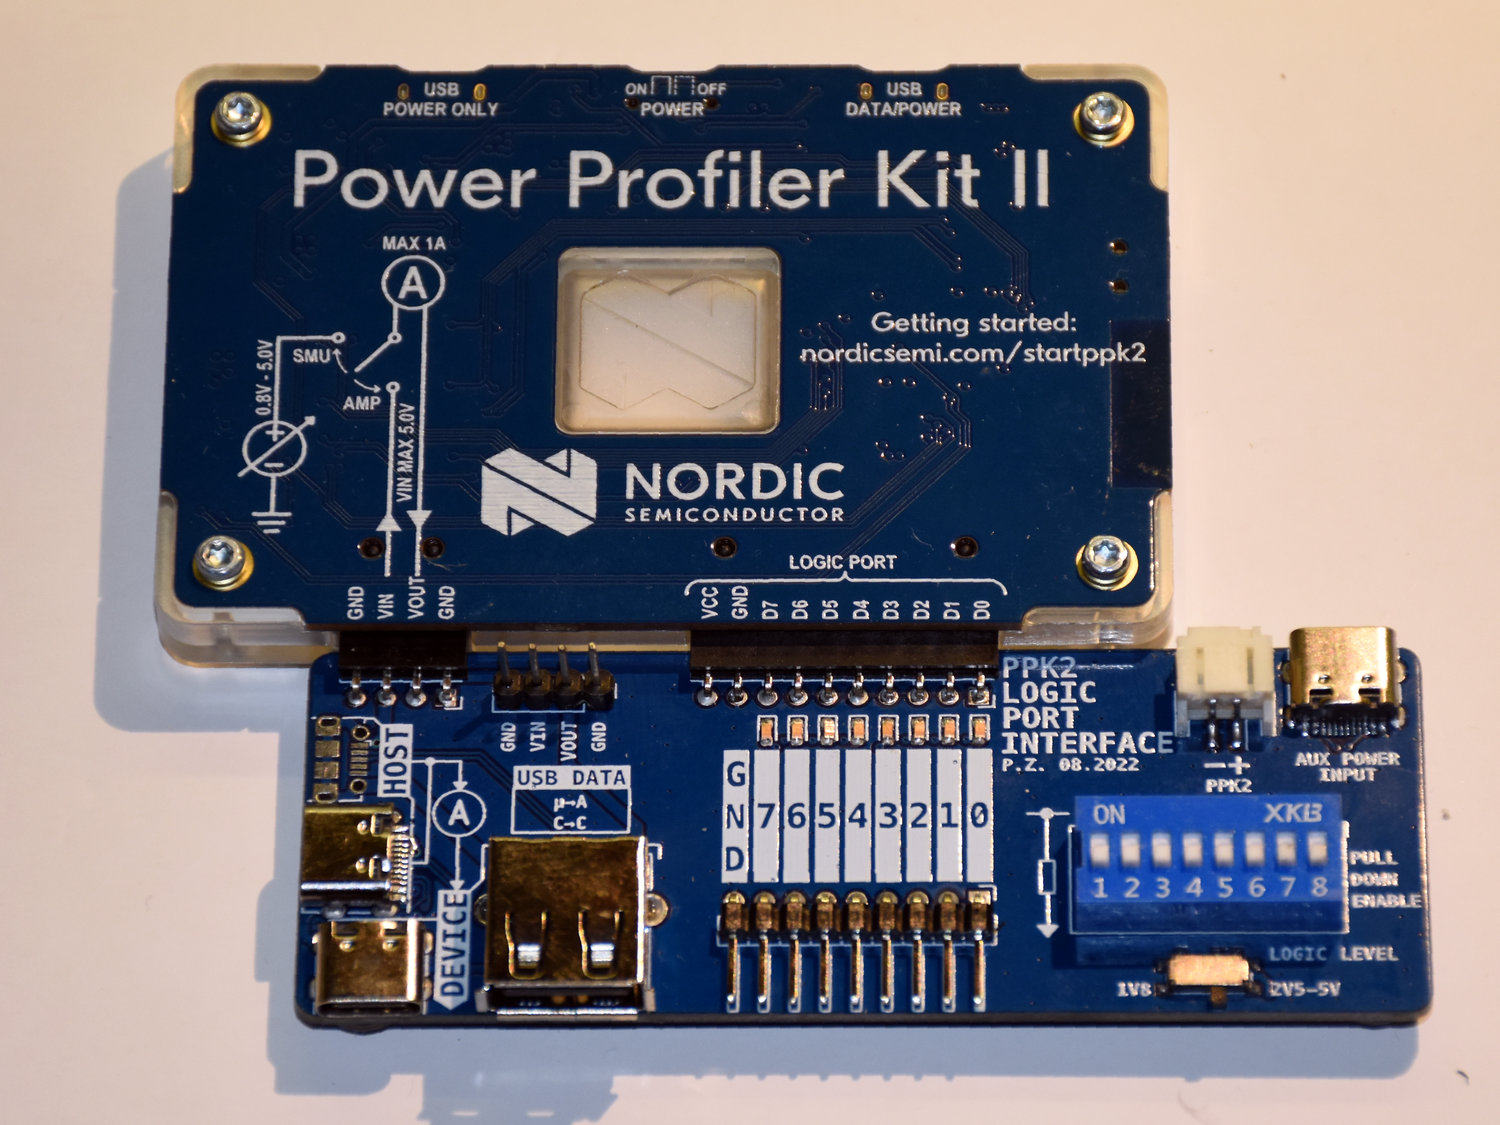 USB
POWER ONLY
ON OFF
POWER
USB
DATA/POWER
Power Profiler Kit II
MAX 1A
A
SMU
AMP
0.8V - 5.0V
+
-
VIN MAX 5.0V
Getting started:
nordicsemi.com/startppk2
NORDIC
SEMICONDUCTOR
LOGIC PORT
GND VIN VOUT GND
VCC GND D7 D6 D5 D4 D3 D2 D1 D0
PPK2
LOGIC
PORT
INTERFACE
P.Z. 08.2022
GND VIN VOUT GND
HOST
A
DEVICE
USB DATA
µ→A
C→C
GND 7 6 5 4 3 2 1 0
- +
PPK2
AUX POWER
INPUT
ON XKB
1 2 3 4 5 6 7 8
PULL
DOWN
ENABLE
LOGIC LEVEL
1V8 2V5-5V